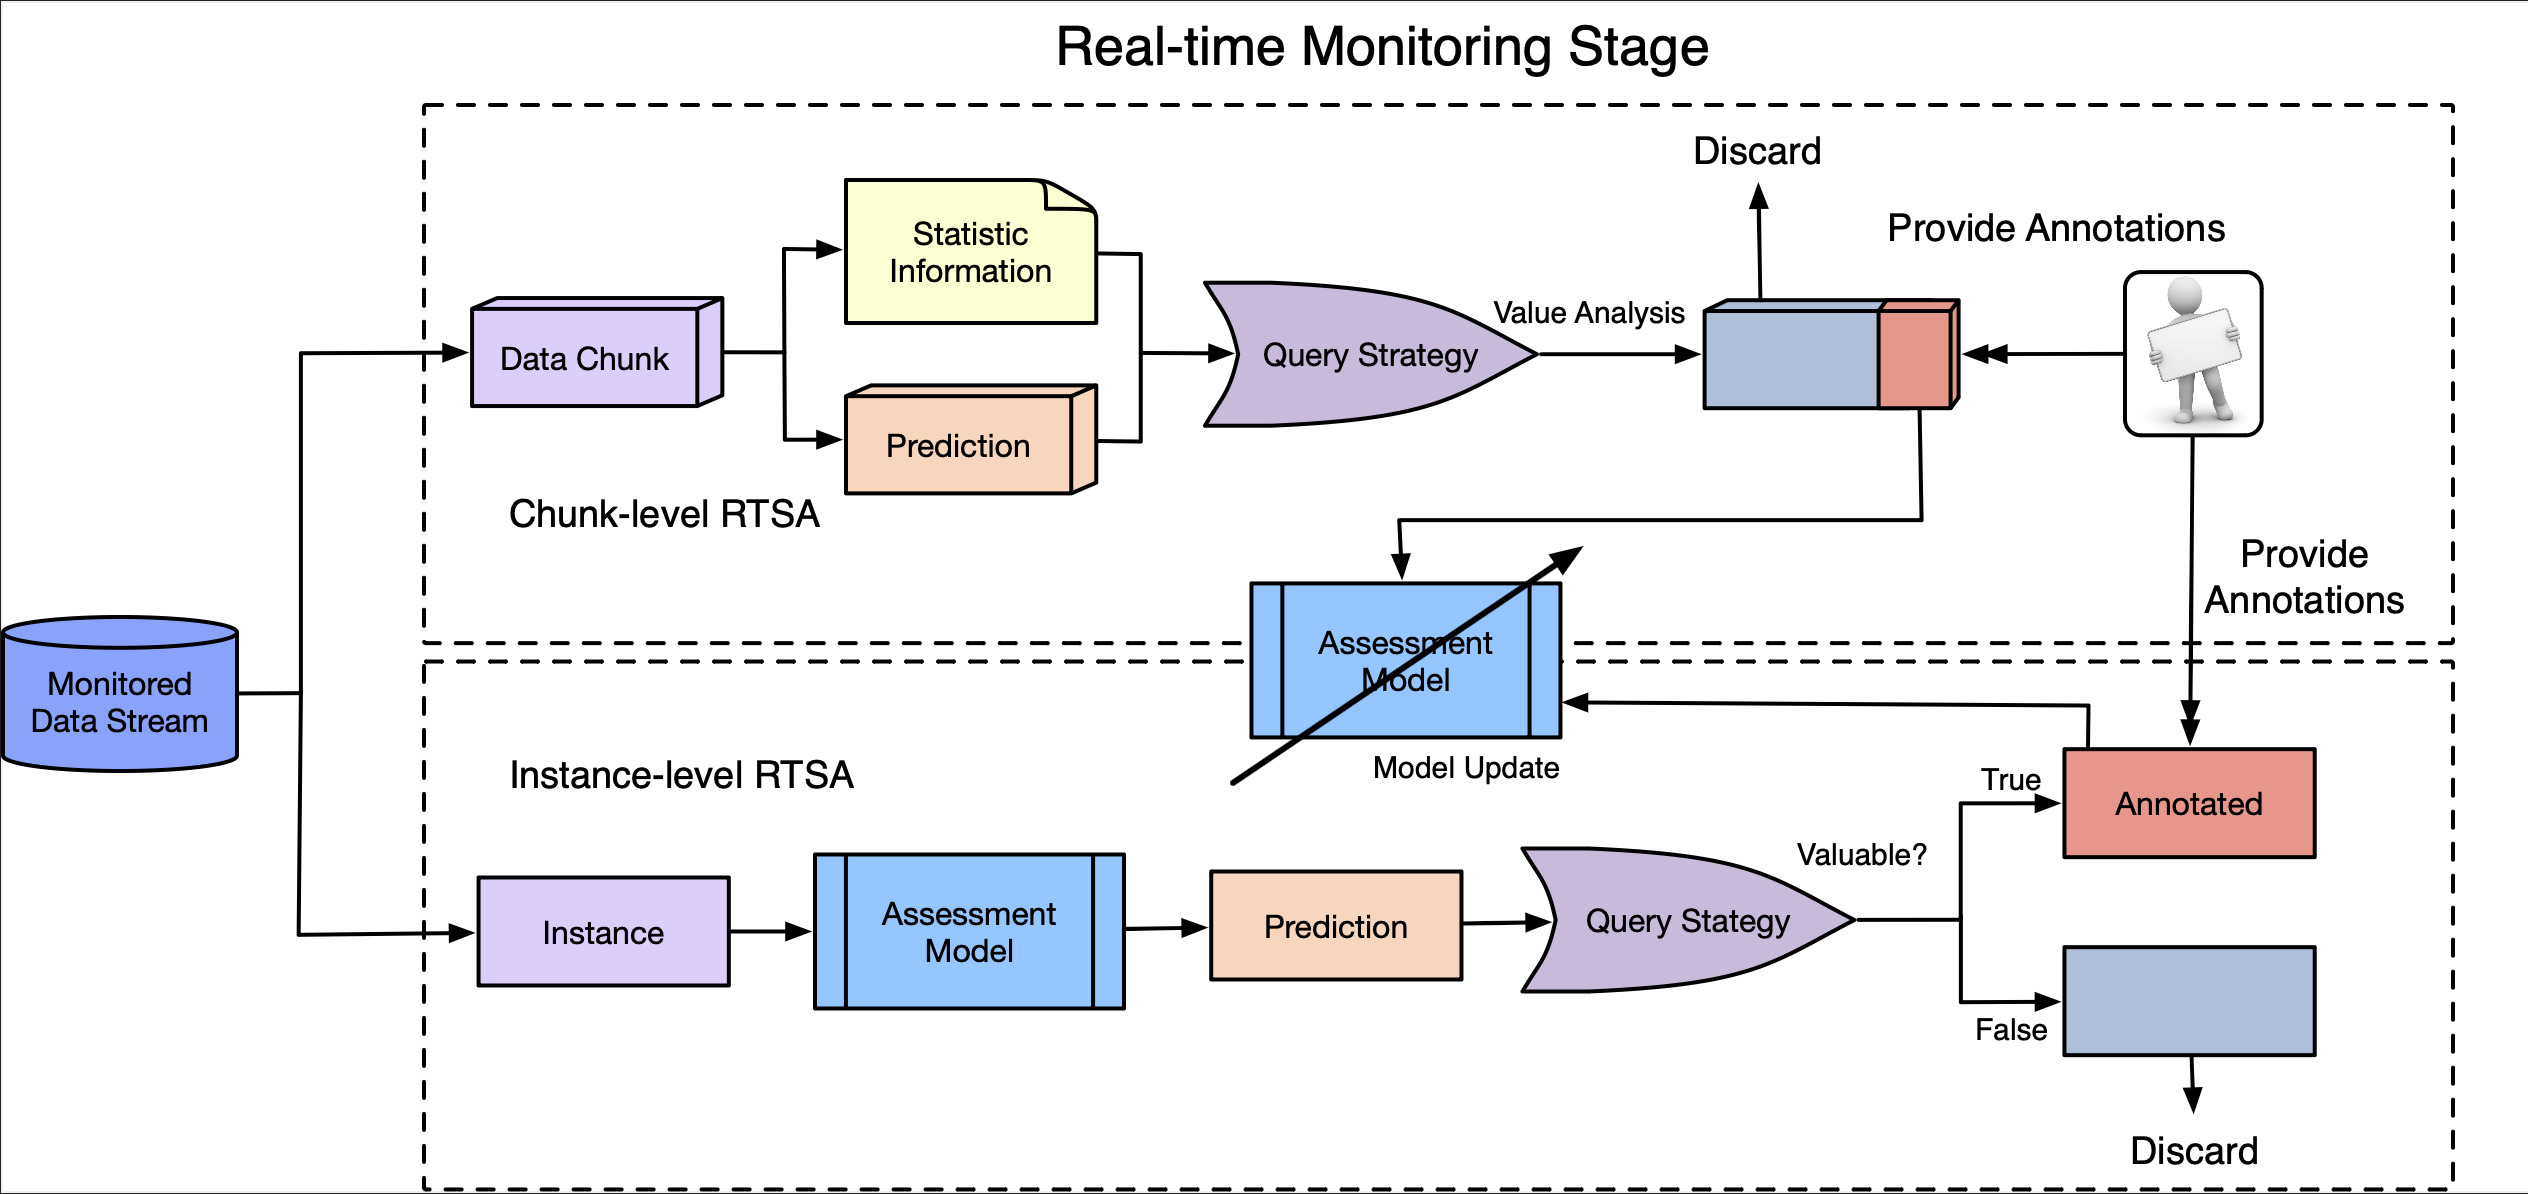 Real-time Monitoring Stage
Discard
Provide Annotations
Statistic
Information
Value Analysis
Data Chunk
Query Strategy
Prediction
Chunk-level RTSA
Provide
Annotations
Assessment
Model
Monitored
Data Stream
Model Update
Instance-level RTSA
True
Annotated
Valuable?
Instance
Assessment
Model
Prediction
Query Stategy
False
Discard